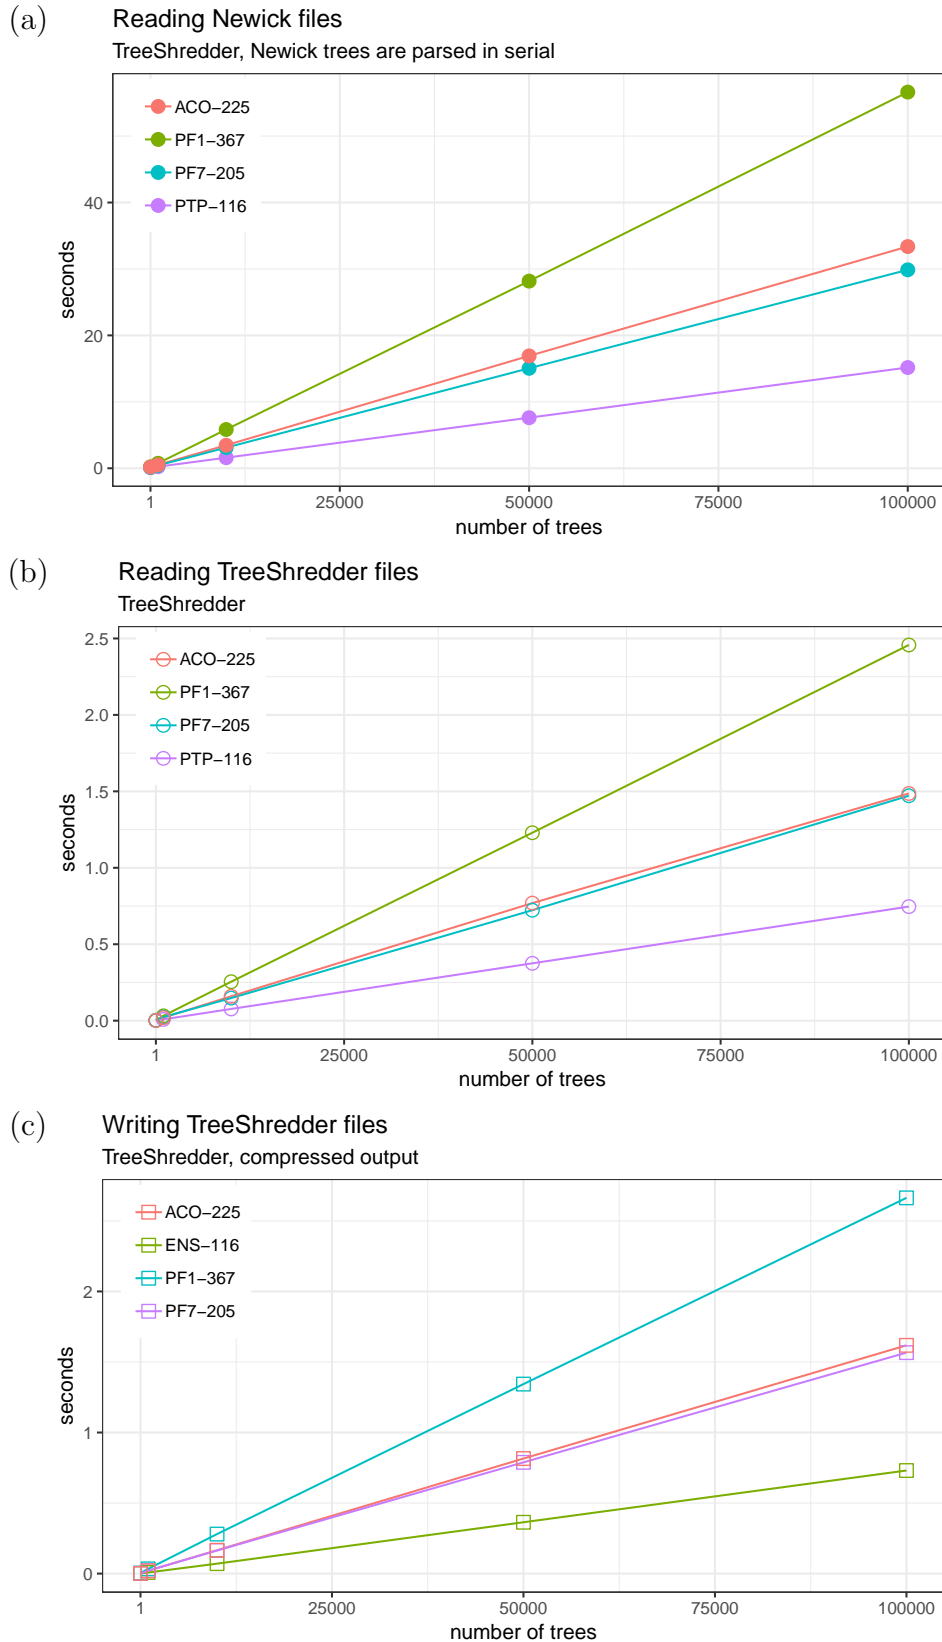 (a)
Reading Newick files
TreeShredder, Newick trees are parsed in serial
ACO−225
PF1−367
PF7−205
PTP−116
40
20
0
seconds
1 25000 50000 75000 100000
number of trees
(b)
Reading TreeShredder files
TreeShredder
2.5
ACO−225
PF1−367
PF7−205
PTP−116
2.0
1.5
1.0
0.5
0.0
seconds
1 25000 50000 75000 100000
number of trees
(c)
Writing TreeShredder files
TreeShredder, compressed output
ACO−225
ENS−116
PF1−367
PF7−205
2
1
0
seconds
1 25000 50000 75000 100000
number of trees